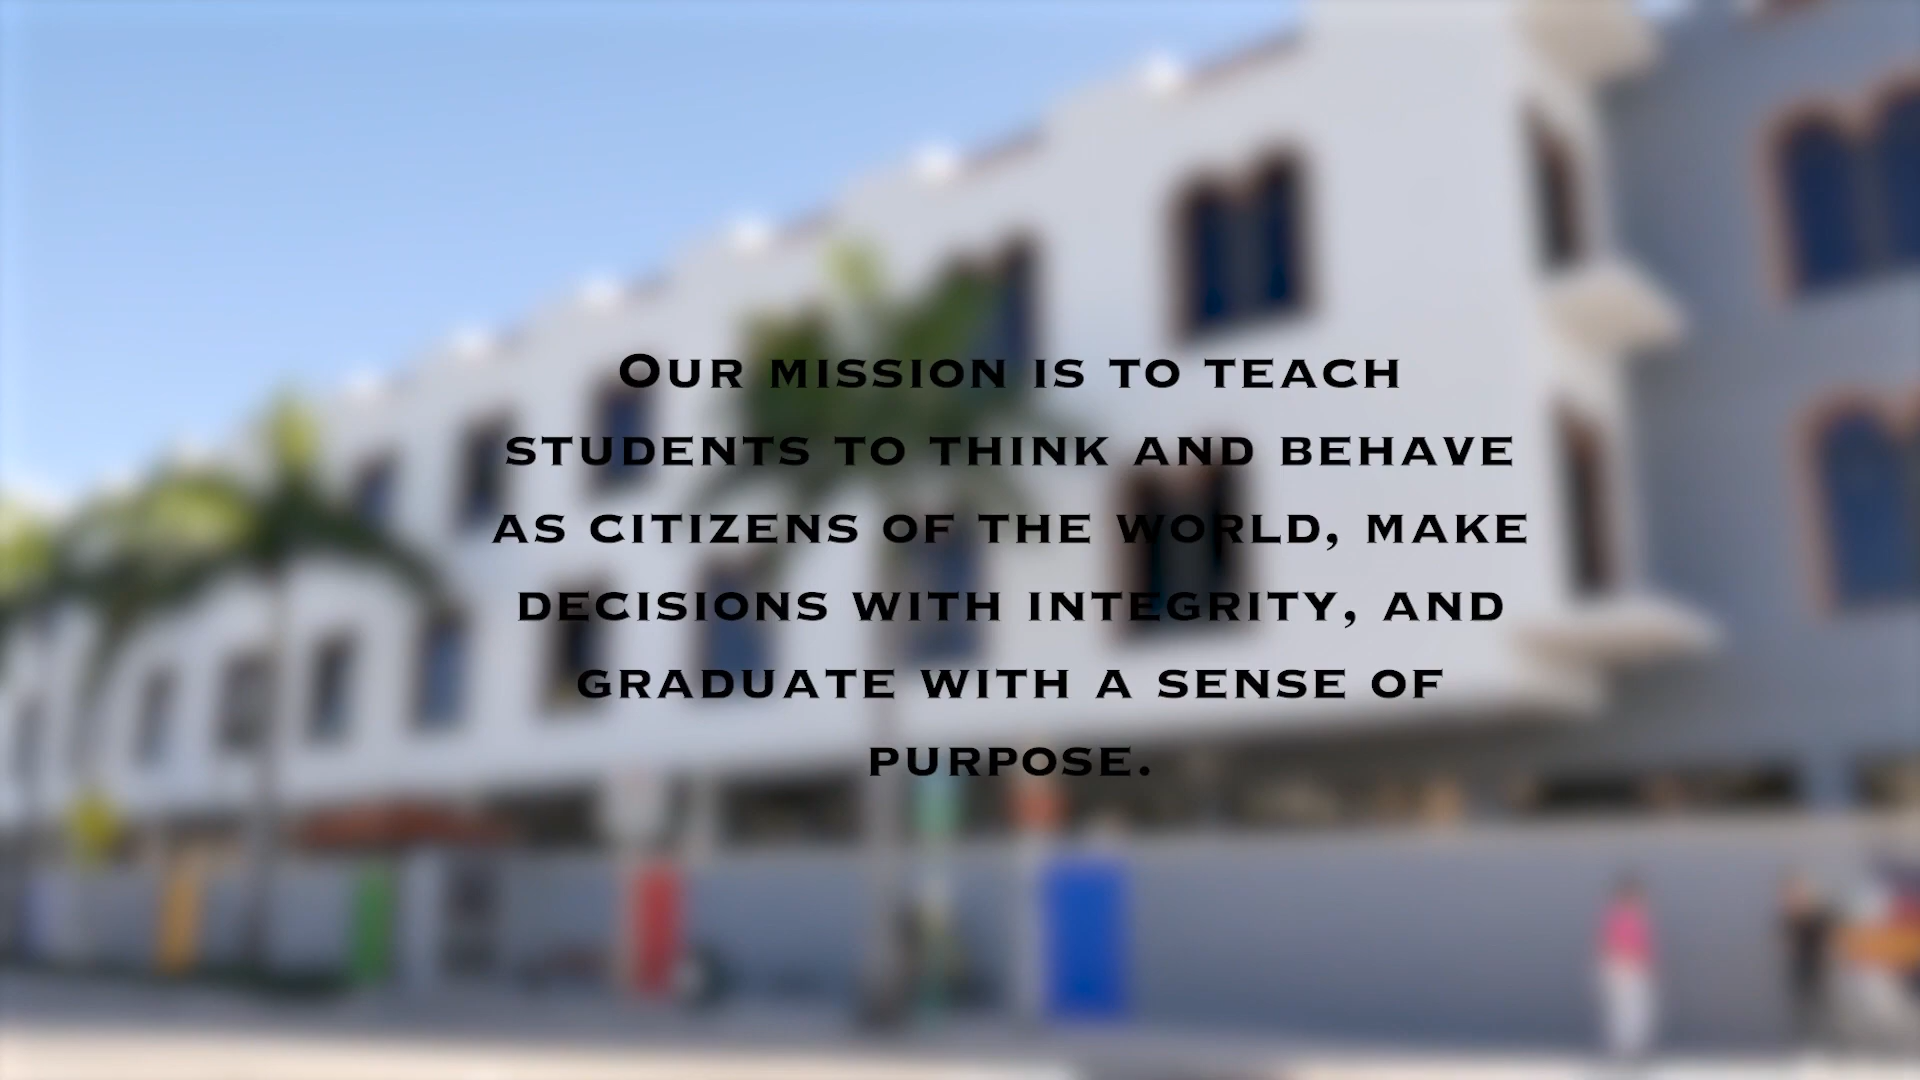 Our mission is to teach
students to think and behave
as citizens of the world, make
decisions with integrity, and
graduate with a sense of
purpose.